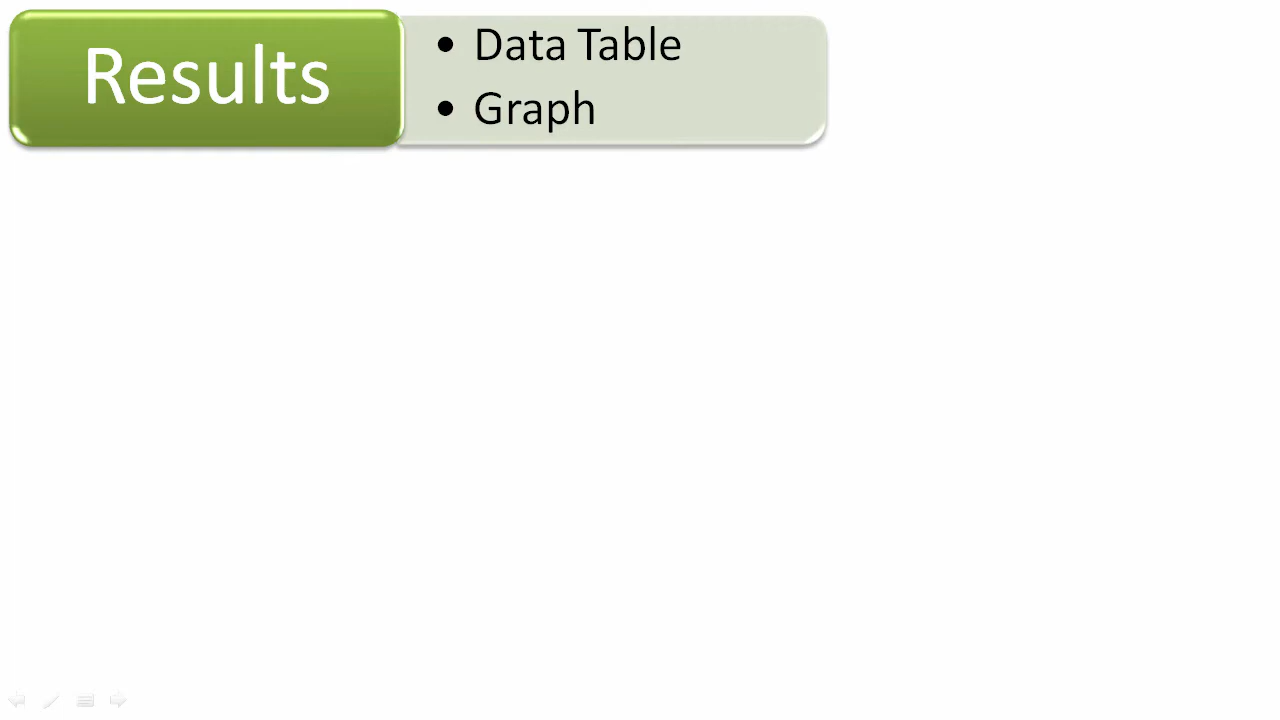 Results
• Data Table
• Graph